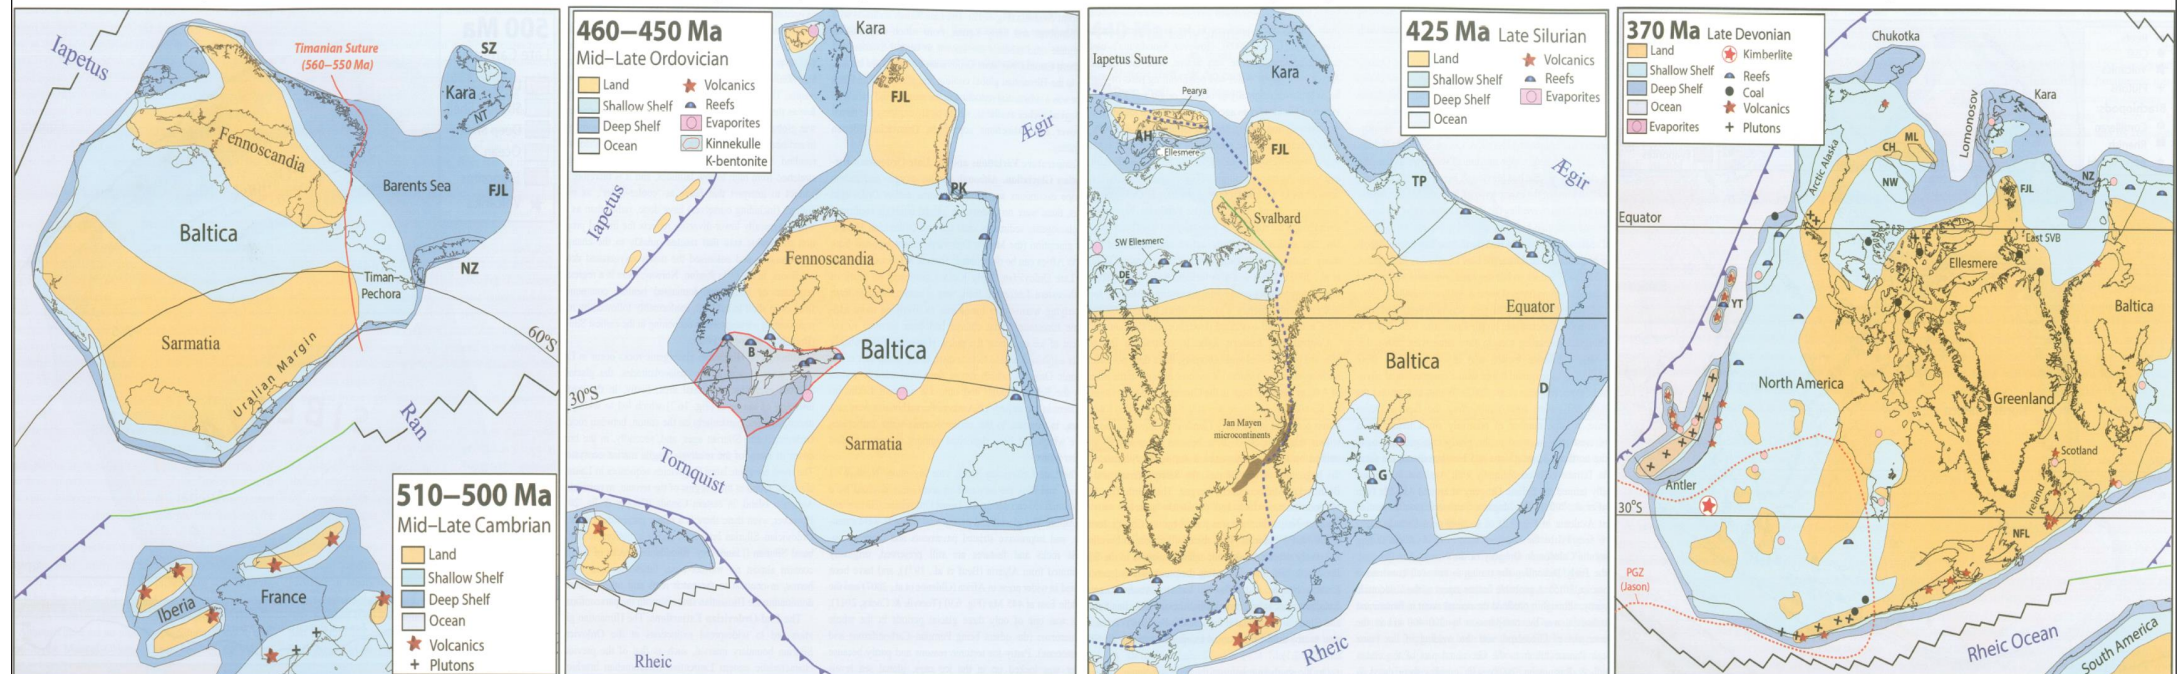 Iapetus
Timanian Suture
(560–550 Ma)
SZ
Kara
NT
Fennoscandia
Barents Sea
FJL
Baltica
NZ
Timan-
Pechora
Sarmatia
Uralian Margin
60°S
Ran
Iberia
France
510–500 Ma
Mid–Late Cambrian
Land
Shallow Shelf
Deep Shelf
Ocean
Volcanics
Plutons
460–450 Ma
Mid–Late Ordovician
Land
Shallow Shelf
Deep Shelf
Ocean
Volcanics
Reefs
Evaporites
Kinnekulle
K-bentonite
Kara
FJL
Ægir
PK
Iapetus
Fennoscandia
B
Baltica
30°S
Sarmatia
Tornquist
Rheic
425 Ma Late Silurian
Land
Shallow Shelf
Deep Shelf
Ocean
Volcanics
Reefs
Evaporites
Iapetus Suture
Kara
Pearya
AH
C. Ellesmere
FJL
TP
Ægir
Svalbard
SW Ellesmere
DE
Equator
Baltica
D
Jan Mayen
microcontinents
G
Rheic
370 Ma Late Devonian
Land
Shallow Shelf
Deep Shelf
Ocean
Evaporites
Kimberlite
Reefs
Coal
Volcanics
Plutons
Chukotka
Lomonosov
Kara
Arctic Alaska
ML
CH
NW
FJL
NZ
Equator
East SVB
Ellesmere
YT
Baltica
North America
Greenland
Antler
Scotland
Ireland
30°S
NFL
PGZ
(Jason)
Rheic Ocean
South America